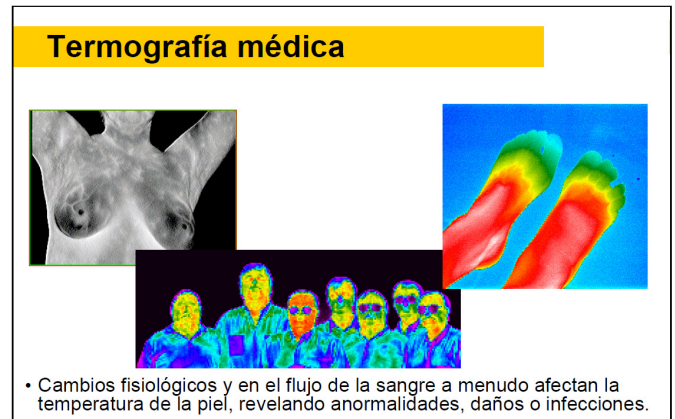 Termografía médica
• Cambios fisiológicos y en el flujo de la sangre a menudo afectan la
temperatura de la piel, revelando anormalidades, daños o infecciones.